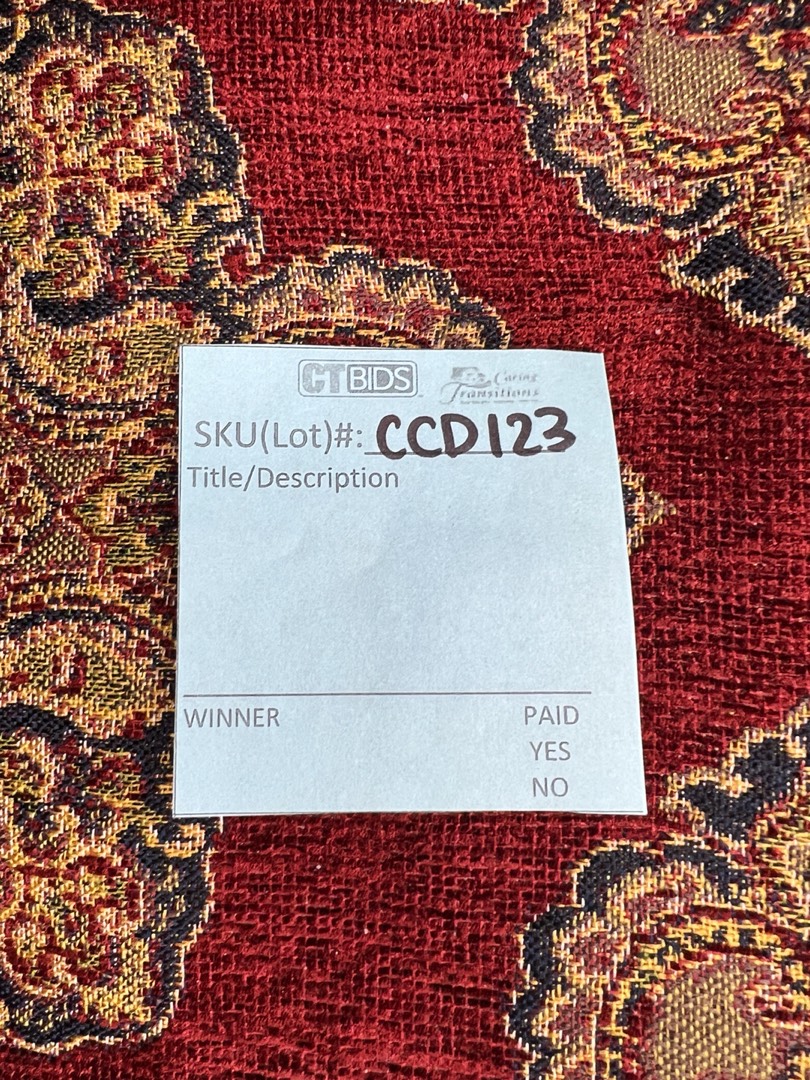 CTBIDS Caring Transitions
SKU(Lot)#: CCD123
Title/Description
WINNER PAID
YES
NO